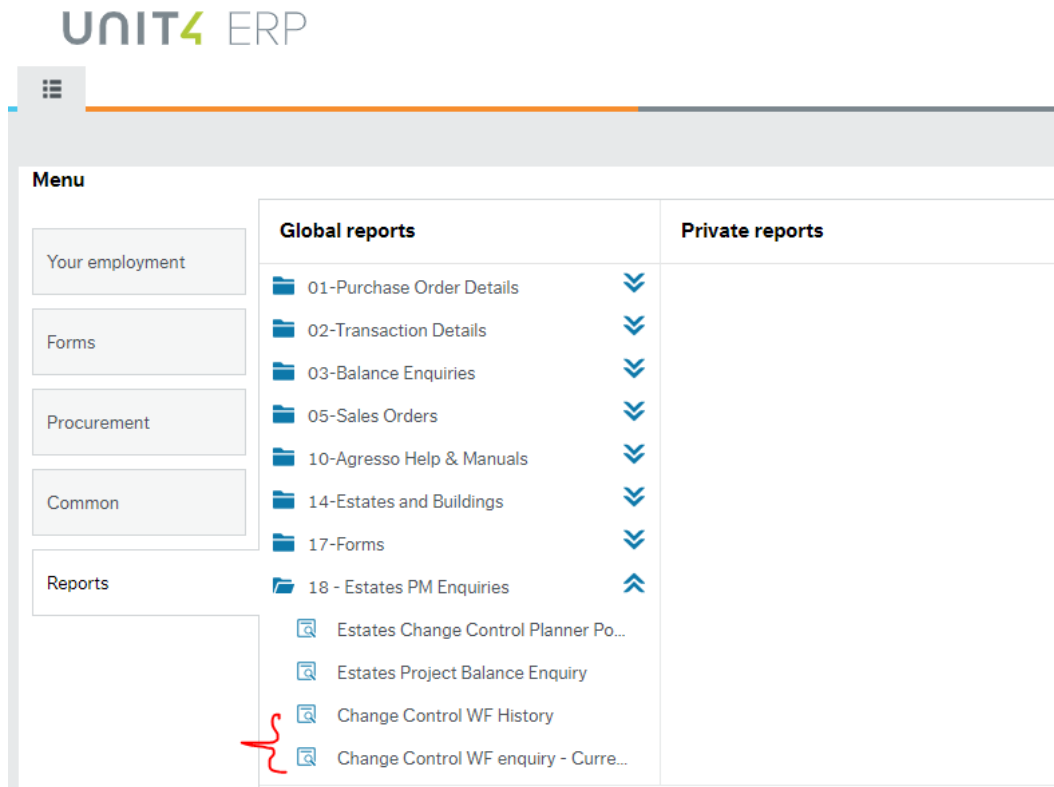 UNIT4 ERP
Menu
Your employment
Forms
Procurement
Common
Reports
Global reports
01-Purchase Order Details
02-Transaction Details
03-Balance Enquiries
05-Sales Orders
10-Agresso Help & Manuals
14-Estates and Buildings
17-Forms
18 - Estates PM Enquiries
Estates Change Control Planner Po...
Estates Project Balance Enquiry
Change Control WF History
Change Control WF enquiry - Curre...
Private reports